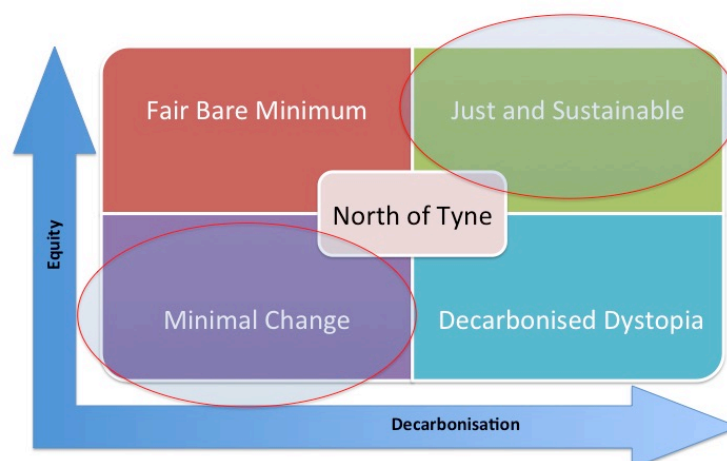 Fair Bare Minimum
Just and Sustainable
North of Tyne
Equity
Minimal Change
Decarbonised Dystopia
Decarbonisation